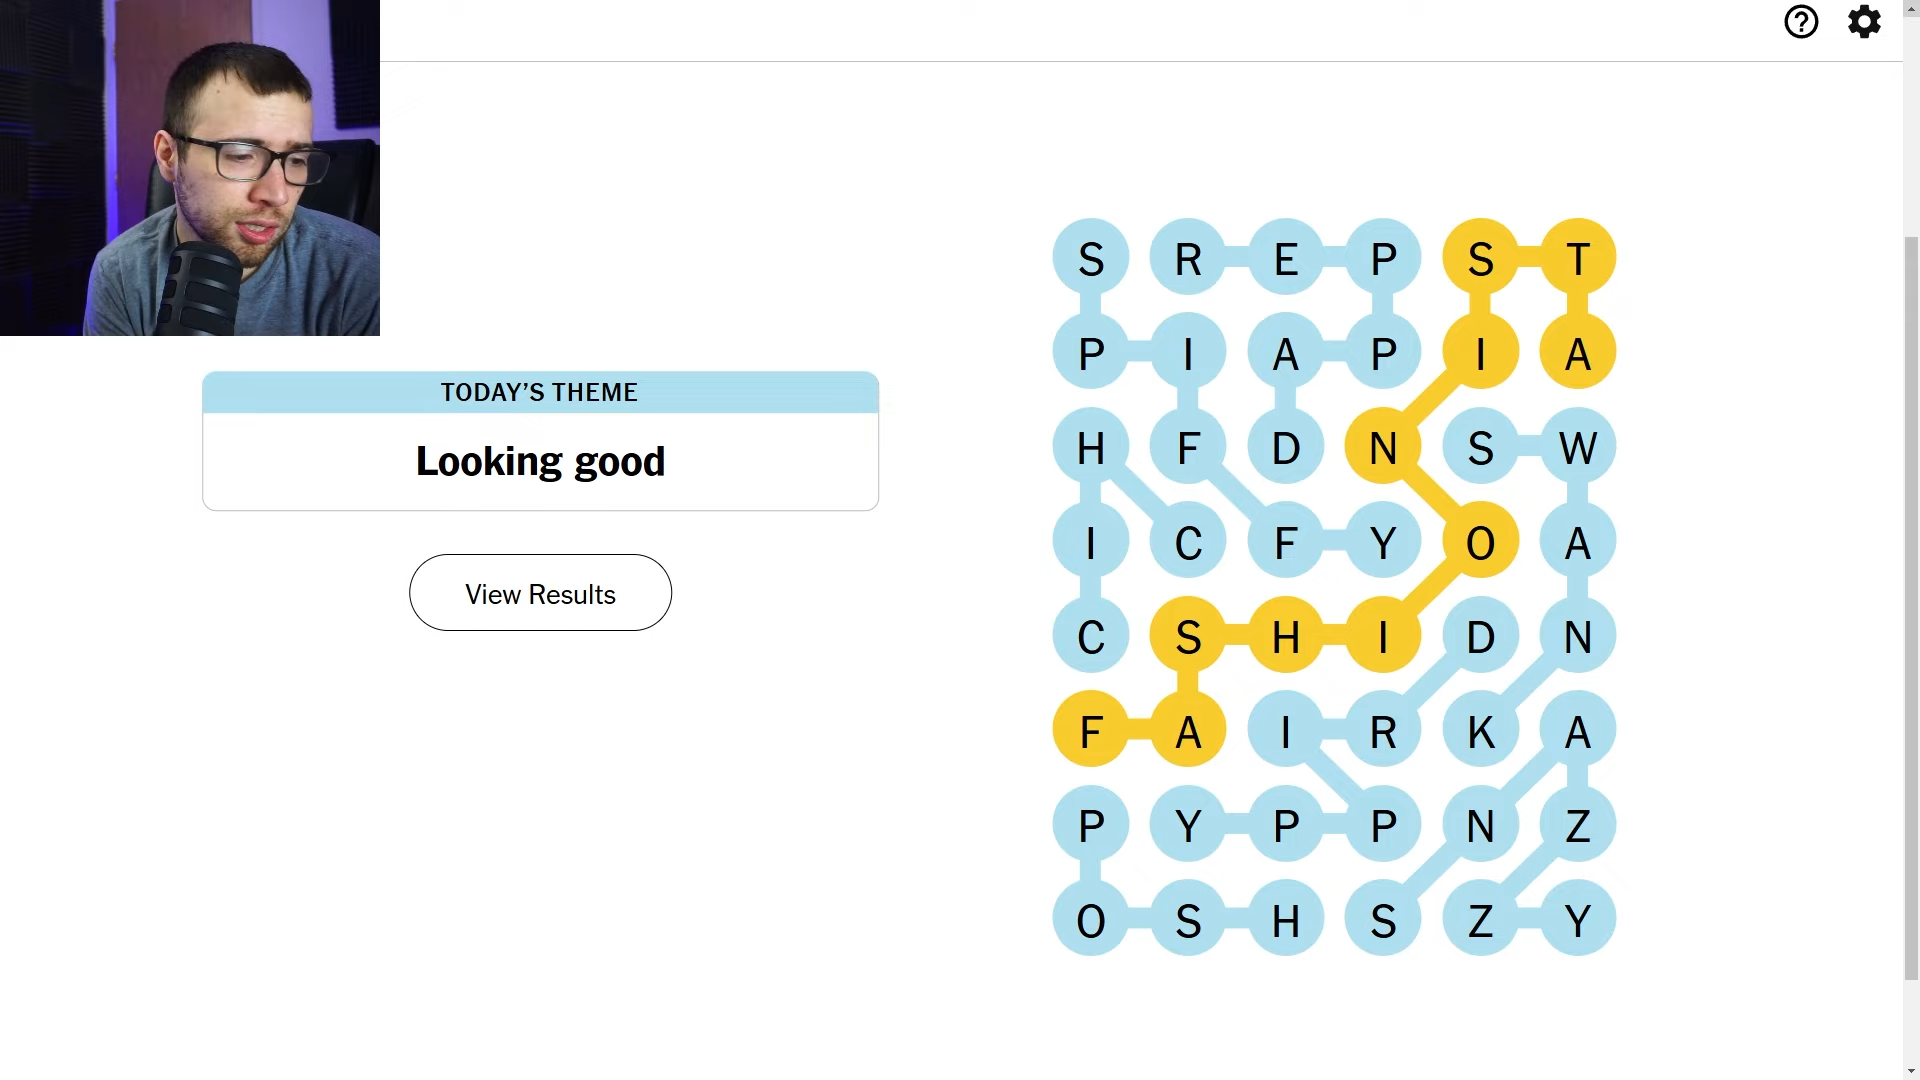 TODAY’S THEME
Looking good
View Results
S R E P S T
P I A P I A
H F D N S W
I C F Y O A
C S H I D N
F A I R K A
P Y P P N Z
O S H S Z Y